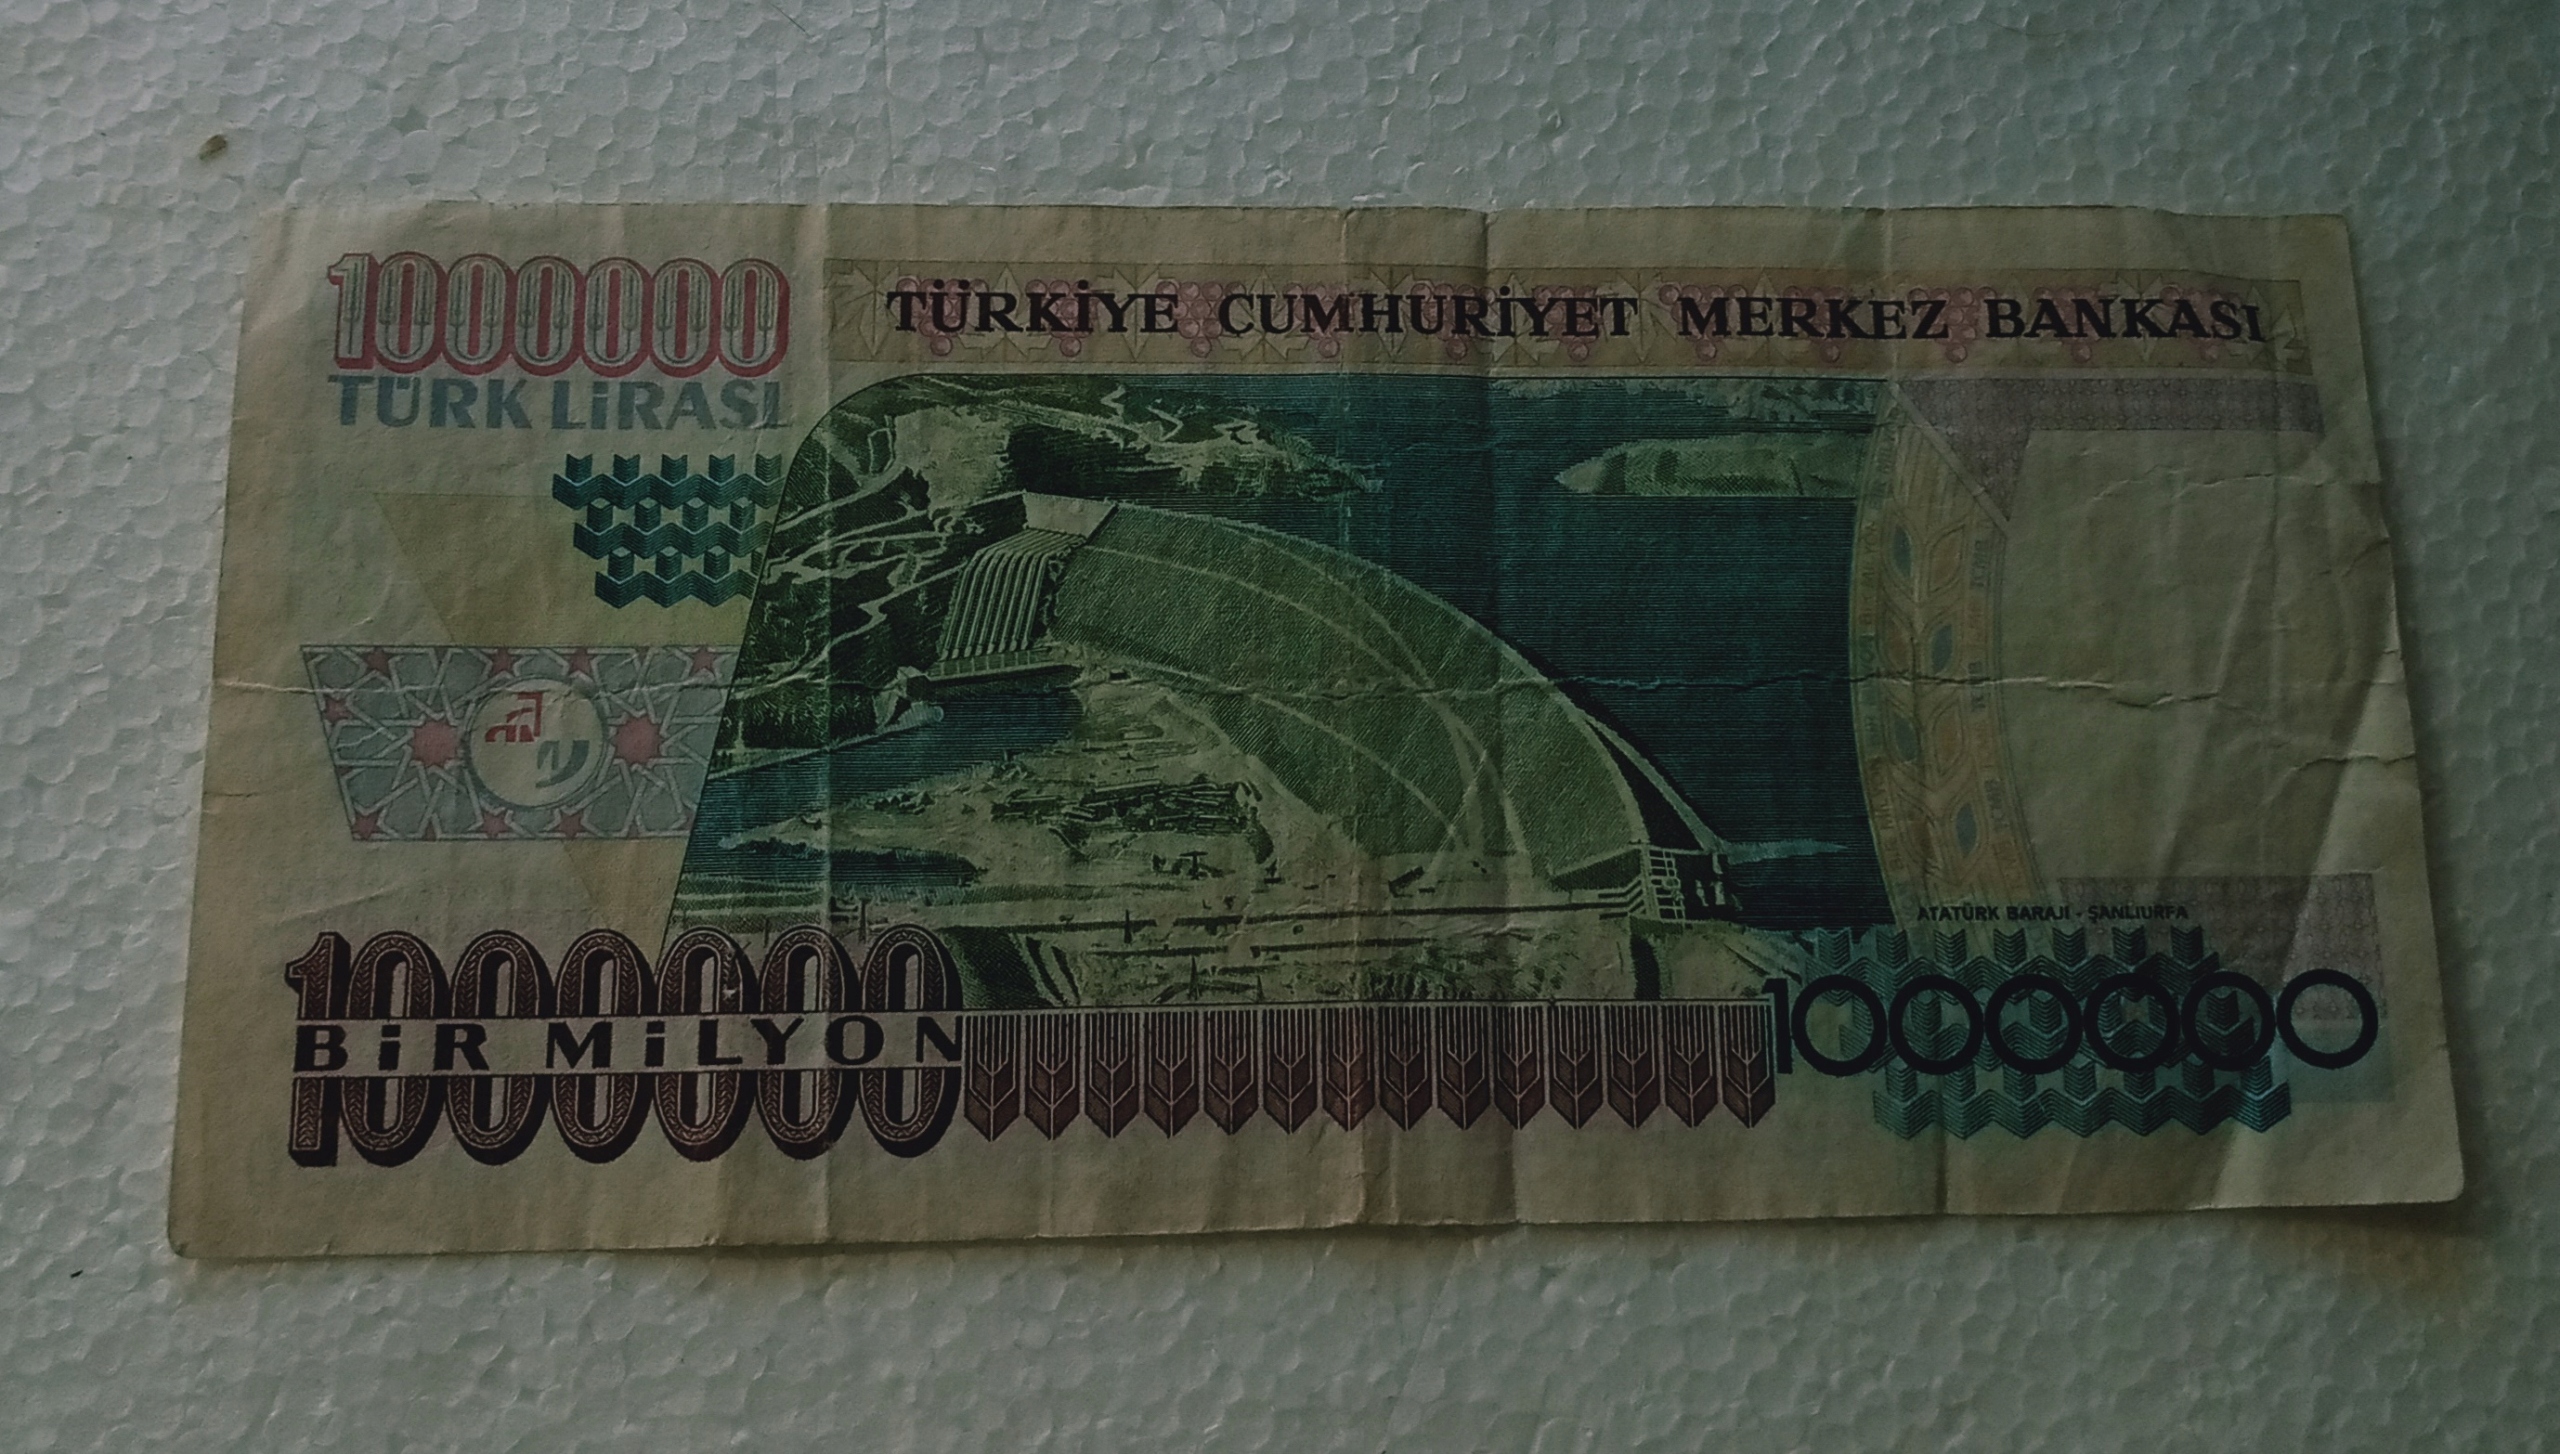 1000000
TÜRK LİRASI
TÜRKİYE CUMHURİYET MERKEZ BANKASI
ATATÜRK BARAJI - ŞANLIURFA
1000000
BİR MİLYON
1000000